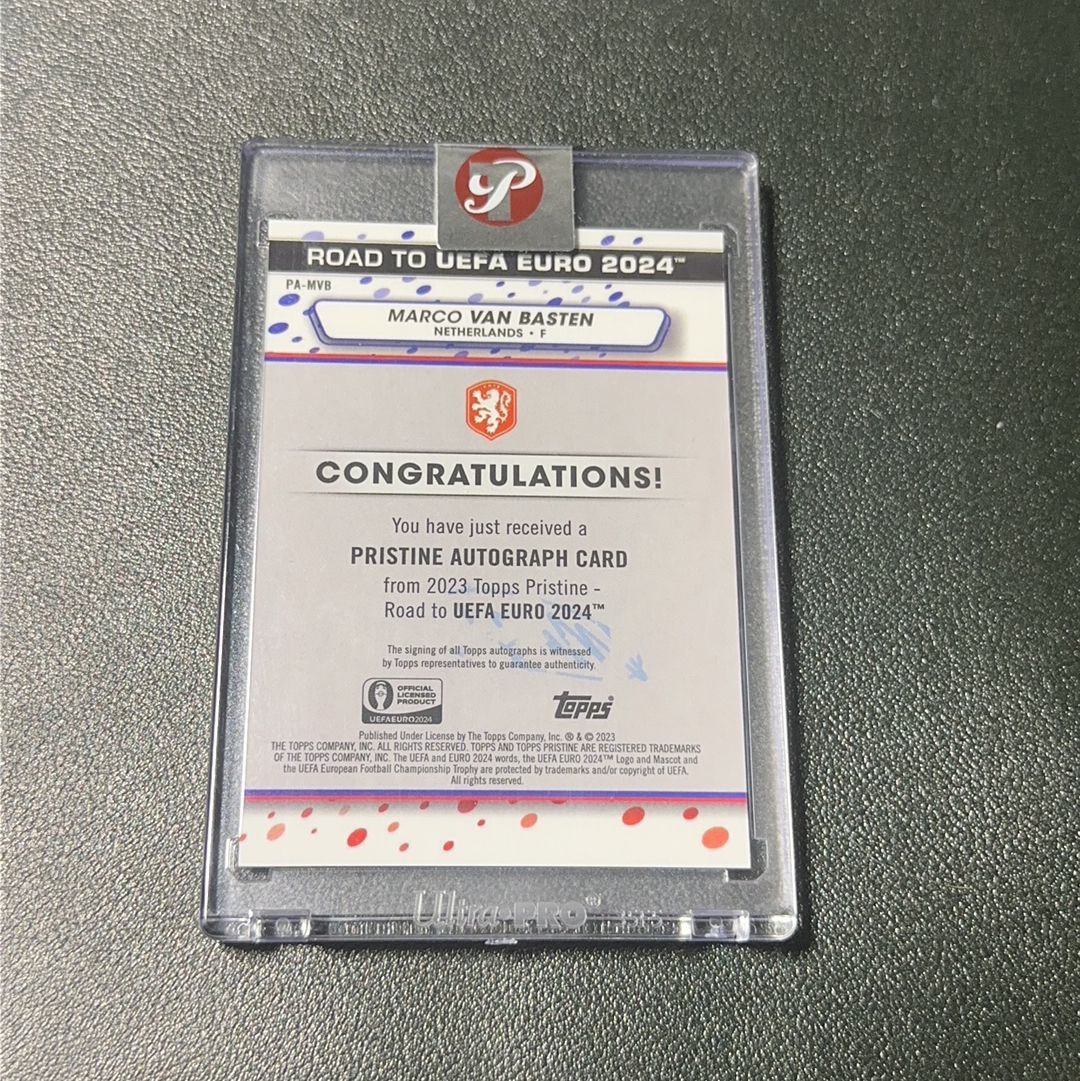 P
ROAD TO UEFA EURO 2024™
PA-MVB
MARCO VAN BASTEN
NETHERLANDS • F
CONGRATULATIONS!
You have just received a
PRISTINE AUTOGRAPH CARD
from 2023 Topps Pristine -
Road to UEFA EURO 2024™
The signing of all Topps autographs is witnessed
by Topps representatives to guarantee authenticity.
OFFICIAL
LICENSED
PRODUCT
UEFAEURO2024
Topps
Published Under License by The Topps Company, Inc. ® & © 2023
THE TOPPS COMPANY, INC. ALL RIGHTS RESERVED. TOPPS AND TOPPS PRISTINE ARE REGISTERED TRADEMARKS
OF THE TOPPS COMPANY, INC. The UEFA and EURO 2024 words, the UEFA EURO 2024™ Logo and Mascot and
the UEFA European Football Championship Trophy are protected by trademarks and/or copyright of UEFA.
All rights reserved.
Ultra PRO®